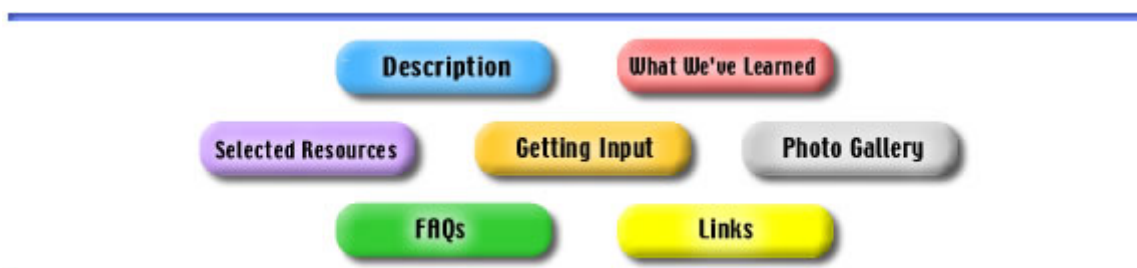 Description
What We've Learned
Selected Resources
Getting Input
Photo Gallery
FAQs
Links